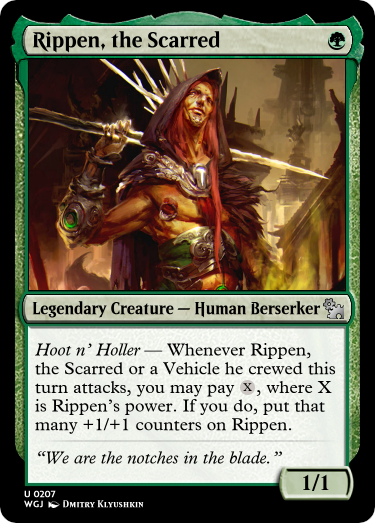 Rippen, the Scarred
Legendary Creature — Human Berserker
Hoot n’ Holler — Whenever Rippen,
the Scarred or a Vehicle he crewed this
turn attacks, you may pay X, where X
is Rippen’s power. If you do, put that
many +1/+1 counters on Rippen.
“We are the notches in the blade.”
1/1
U 0207
WGJ Dmitry Klyushkin